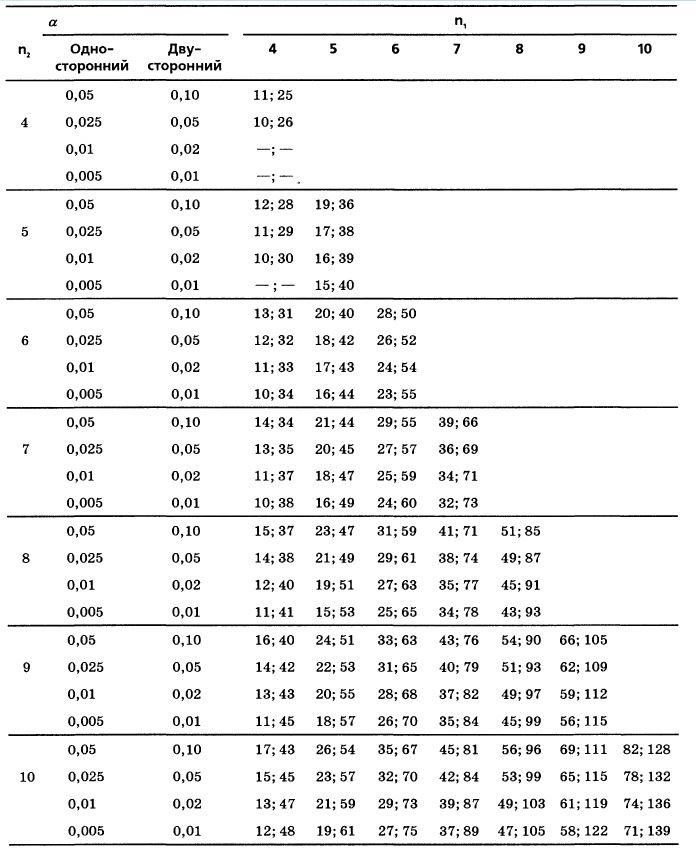 α n₁
n₂ Одно- Дву- 4 5 6 7 8 9 10
сторонний сторонний
0,05 0,10 11; 25
4 0,025 0,05 10; 26
0,01 0,02 —; —
0,005 0,01 —; —
0,05 0,10 12; 28 19; 36
5 0,025 0,05 11; 29 17; 38
0,01 0,02 10; 30 16; 39
0,005 0,01 —; — 15; 40
0,05 0,10 13; 31 20; 40 28; 50
6 0,025 0,05 12; 32 18; 42 26; 52
0,01 0,02 11; 33 17; 43 24; 54
0,005 0,01 10; 34 16; 44 23; 55
0,05 0,10 14; 34 21; 44 29; 55 39; 66
7 0,025 0,05 13; 35 20; 45 27; 57 36; 69
0,01 0,02 11; 37 18; 47 25; 59 34; 71
0,005 0,01 10; 38 16; 49 24; 60 32; 73
0,05 0,10 15; 37 23; 47 31; 59 41; 71 51; 85
8 0,025 0,05 14; 38 21; 49 29; 61 38; 74 49; 87
0,01 0,02 12; 40 19; 51 27; 63 35; 77 45; 91
0,005 0,01 11; 41 15; 53 25; 65 34; 78 43; 93
0,05 0,10 16; 40 24; 51 33; 63 43; 76 54; 90 66; 105
9 0,025 0,05 14; 42 22; 53 31; 65 40; 79 51; 93 62; 109
0,01 0,02 13; 43 20; 55 28; 68 37; 82 49; 97 59; 112
0,005 0,01 11; 45 18; 57 26; 70 35; 84 45; 99 56; 115
0,05 0,10 17; 43 26; 54 35; 67 45; 81 56; 96 69; 111 82; 128
10 0,025 0,05 15; 45 23; 57 32; 70 42; 84 53; 99 65; 115 78; 132
0,01 0,02 13; 47 21; 59 29; 73 39; 87 49; 103 61; 119 74; 136
0,005 0,01 12; 48 19; 61 27; 75 37; 89 47; 105 58; 122 71; 139